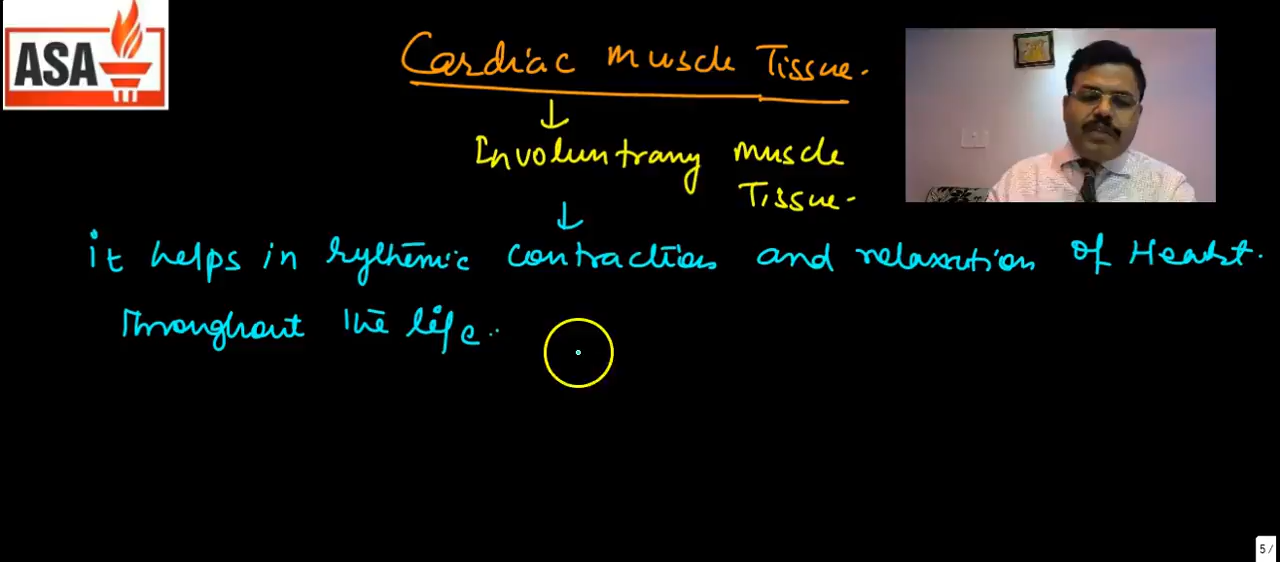 ASA
Cardiac Muscle Tissue.
Involuntrany muscle
Tissue.
it helps in rythemic contraction and relaxation of Heart.
Throughout the life..
5/